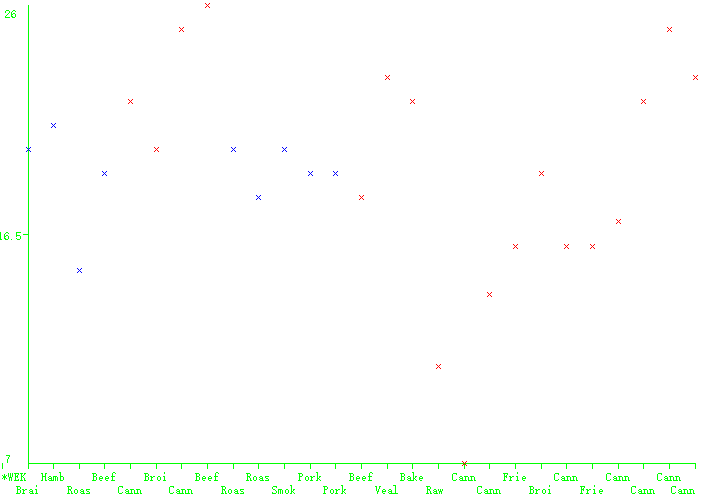 26
16.5
7
*WEK Hamb Beef Broi Beef Roas Pork Beef Bake Cann Frie Cann Cann Cann
Brai Roas Cann Cann Roas Smok Pork Veal Raw Cann Broi Frie Cann Cann